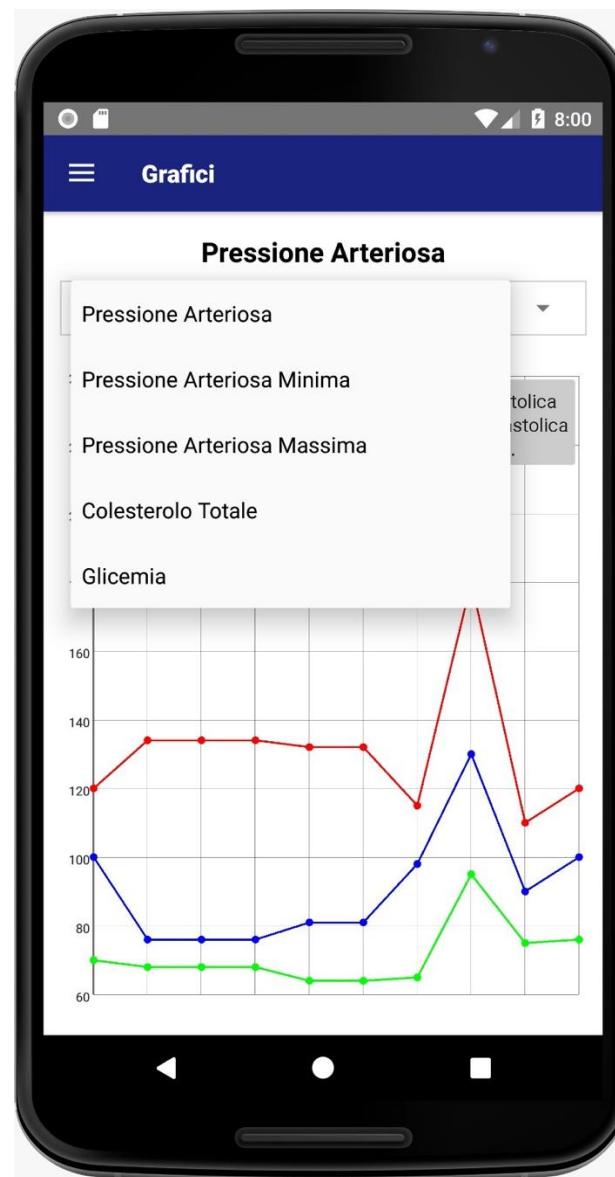 8:00
Grafici
Pressione Arteriosa
Pressione Arteriosa
Pressione Arteriosa Minima
tolica
Pressione Arteriosa Massima
stolica
.
Colesterolo Totale
Glicemia
160
140
120
100
80
60